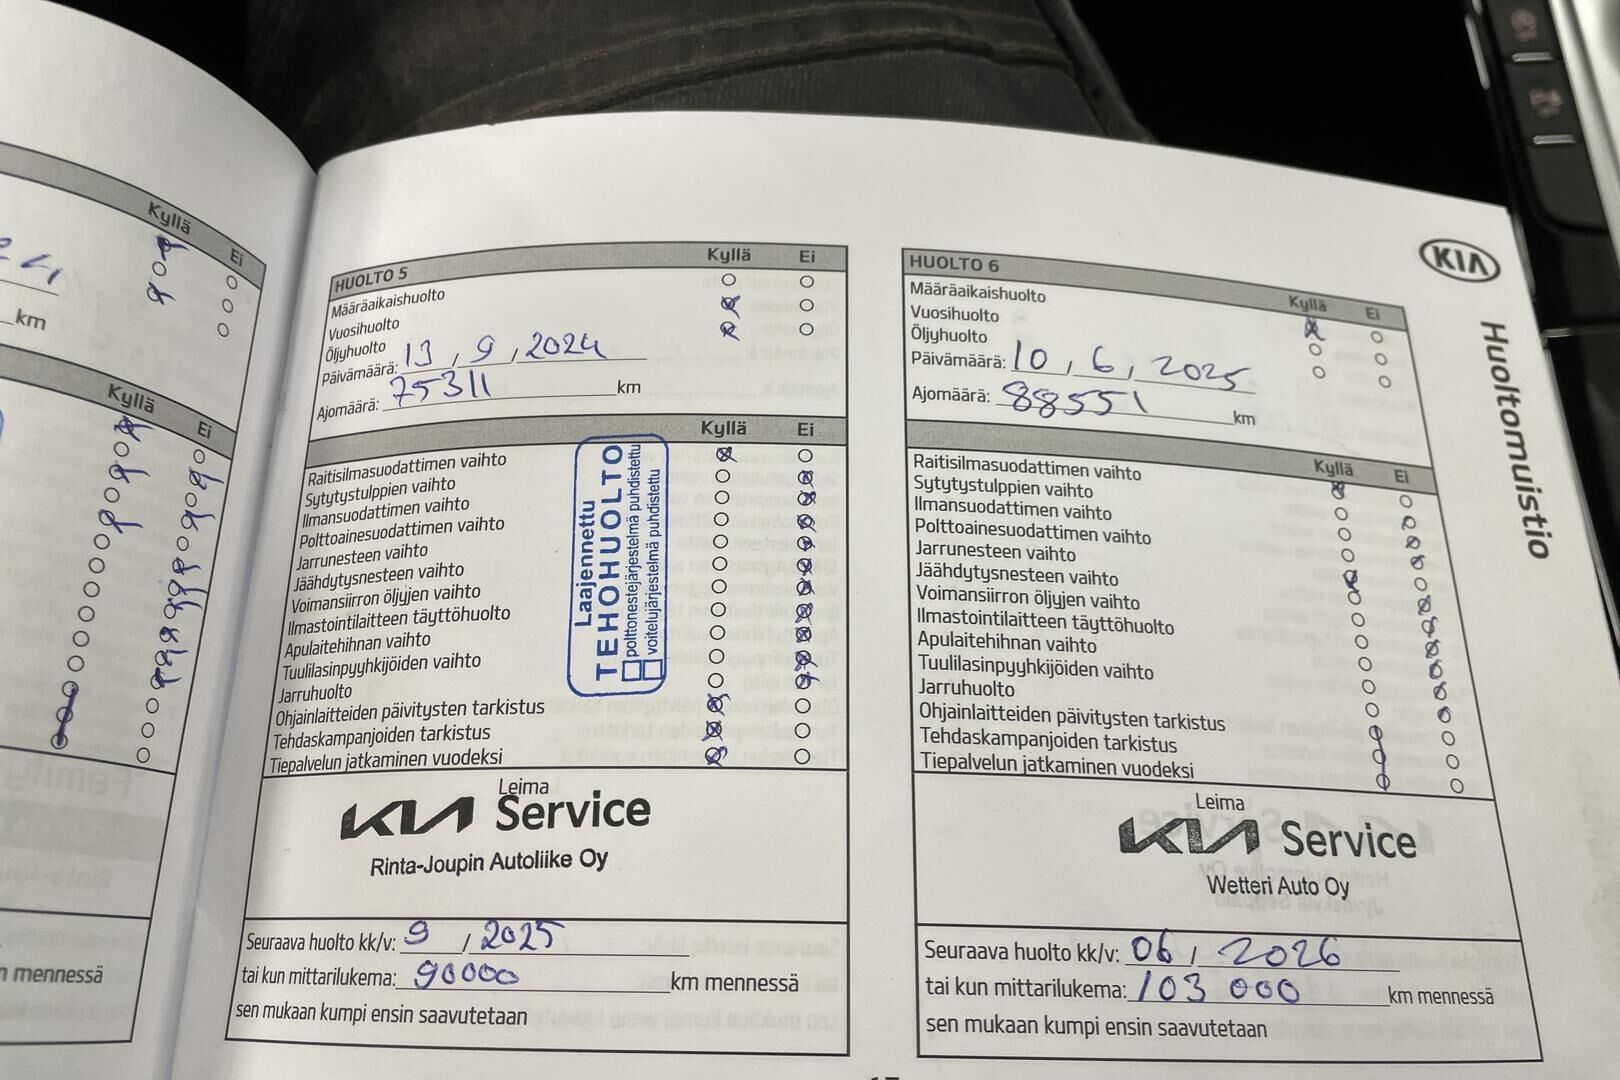 Kyllä
Ei
km
Kyllä
Ei
mennessä
HUOLTO 5
Kyllä Ei
Määräaikaishuolto
Vuosihuolto
Öljyhuolto
Päivämäärä: 13, 9, 2024
Ajomäärä: 75311 km
Kyllä Ei
Raitisilmasuodattimen vaihto
Sytytystulppien vaihto
Ilmansuodattimen vaihto
Polttoainesuodattimen vaihto
Jarrunesteen vaihto
Jäähdytysnesteen vaihto
Voimansiirron öljyjen vaihto
Ilmastointilaitteen täyttöhuolto
Apulaitehihnan vaihto
Tuulilasinpyyhkijöiden vaihto
Jarruhuolto
Ohjainlaitteiden päivitysten tarkistus
Tehdaskampanjoiden tarkistus
Tiepalvelun jatkaminen vuodeksi
Laajennettu
TEHOHUOLTO
polttonestejärjestelmä puhdistettu
voitelujärjestelmä puhdistettu
Leima
KIA Service
Rinta-Joupin Autoliike Oy
Seuraava huolto kk/v: 9 / 2025
tai kun mittarilukema: 90000 km mennessä
sen mukaan kumpi ensin saavutetaan
HUOLTO 6
Kyllä Ei
Määräaikaishuolto
Vuosihuolto
Öljyhuolto
Päivämäärä: 10, 6, 2025
Ajomäärä: 88551 km
Kyllä Ei
Raitisilmasuodattimen vaihto
Sytytystulppien vaihto
Ilmansuodattimen vaihto
Polttoainesuodattimen vaihto
Jarrunesteen vaihto
Jäähdytysnesteen vaihto
Voimansiirron öljyjen vaihto
Ilmastointilaitteen täyttöhuolto
Apulaitehihnan vaihto
Tuulilasinpyyhkijöiden vaihto
Jarruhuolto
Ohjainlaitteiden päivitysten tarkistus
Tehdaskampanjoiden tarkistus
Tiepalvelun jatkaminen vuodeksi
Leima
KIA Service
Wetteri Auto Oy
Seuraava huolto kk/v: 06, 2026
tai kun mittarilukema: 103 000 km mennessä
sen mukaan kumpi ensin saavutetaan
KIA
Huoltomuistio